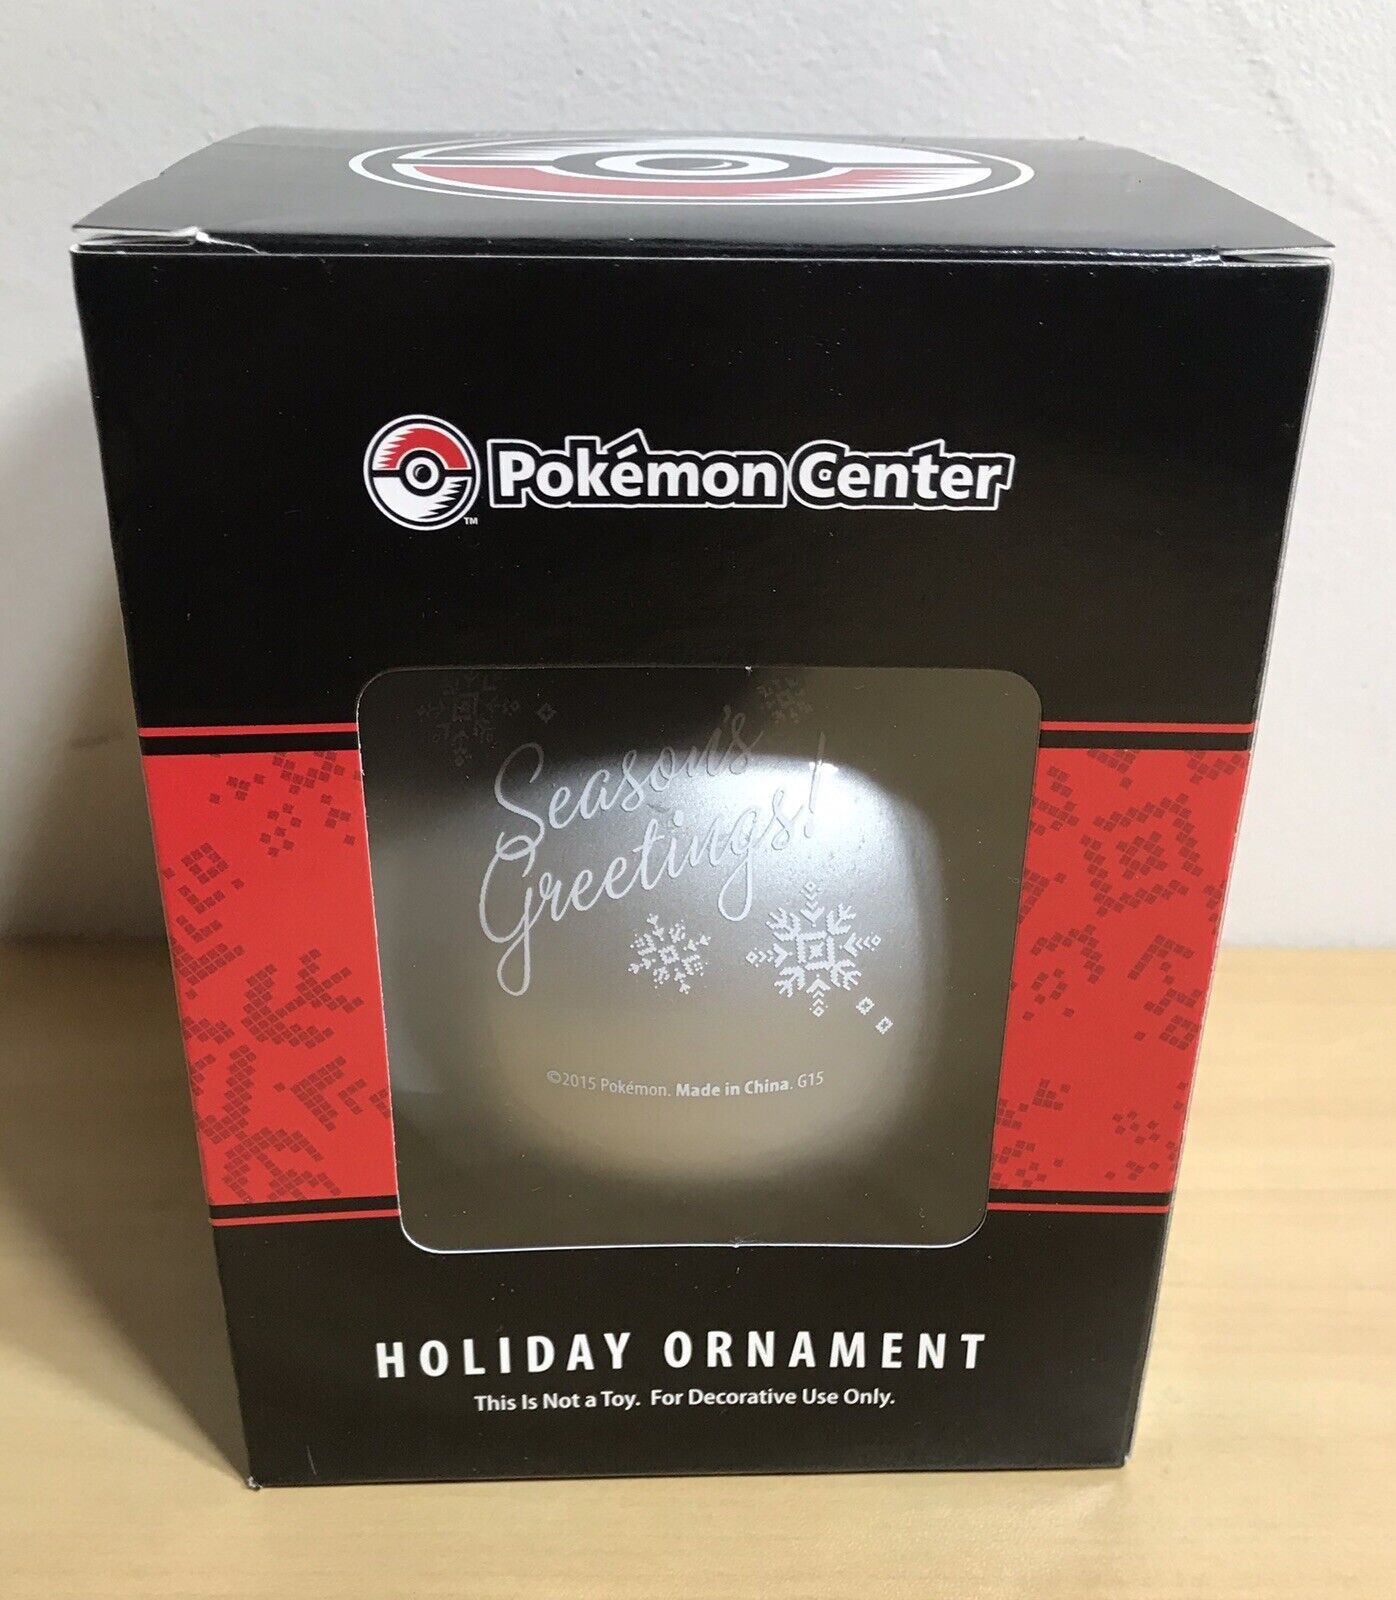 TM
Pokémon Center
Season's
Greetings!
©2015 Pokémon. Made in China. G15
HOLIDAY ORNAMENT
This Is Not a Toy. For Decorative Use Only.